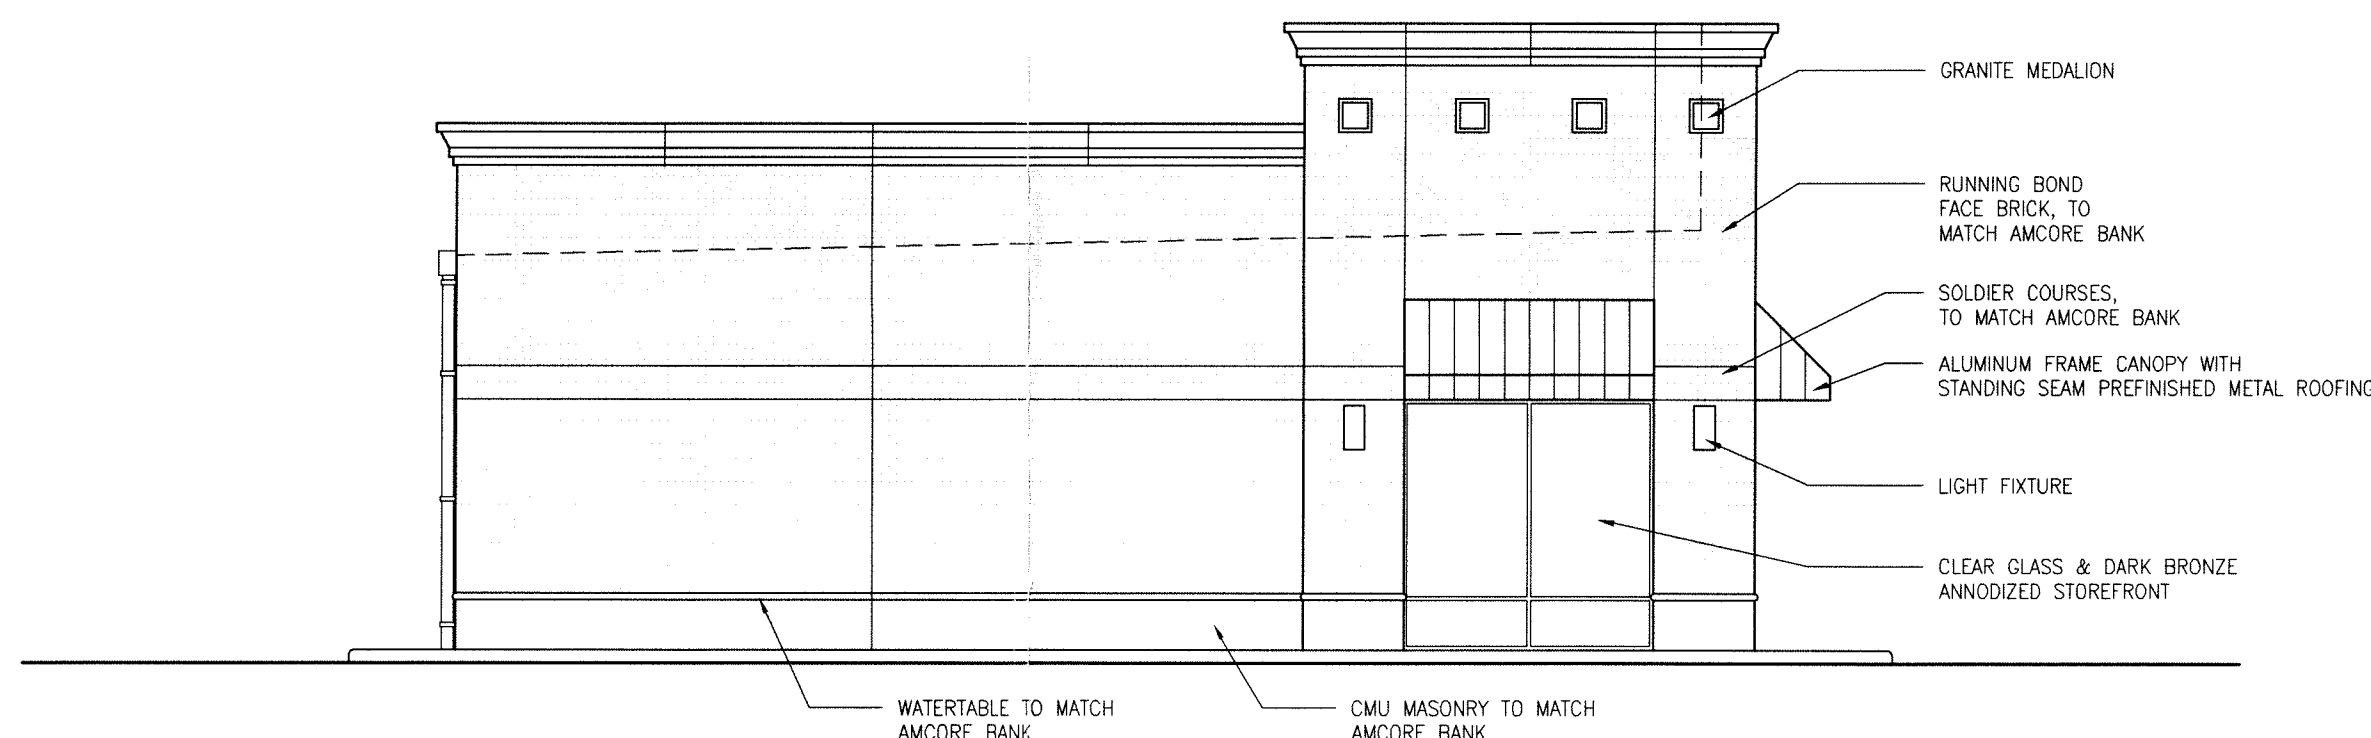 GRANITE MEDALION
RUNNING BOND
FACE BRICK, TO
MATCH AMCORE BANK
SOLDIER COURSES,
TO MATCH AMCORE BANK
ALUMINUM FRAME CANOPY WITH
STANDING SEAM PREFINISHED METAL ROOFING
LIGHT FIXTURE
CLEAR GLASS & DARK BRONZE
ANNODIZED STOREFRONT
WATERTABLE TO MATCH
AMCORE BANK
CMU MASONRY TO MATCH
AMCORE BANK